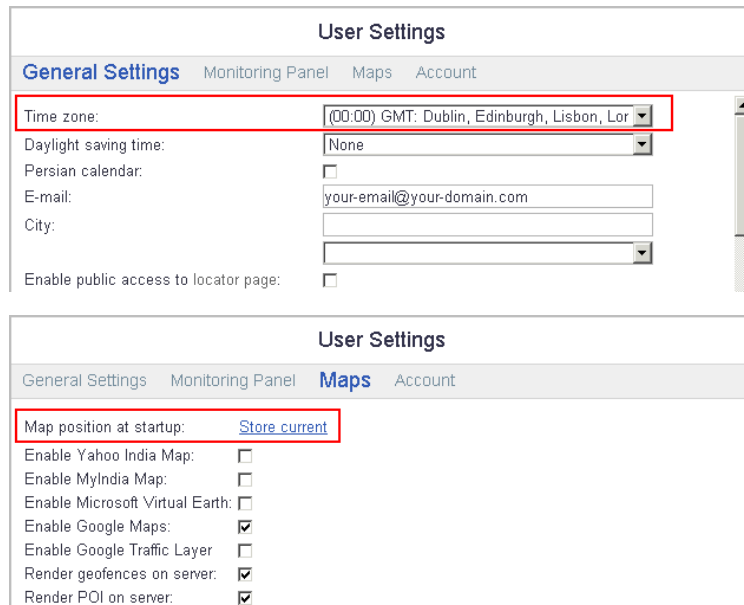 User Settings
General Settings Monitoring Panel Maps Account
Time zone: (00:00) GMT: Dublin, Edinburgh, Lisbon, Lor
Daylight saving time: None
Persian calendar:
E-mail: your-email@your-domain.com
City:
Enable public access to locator page:
User Settings
General Settings Monitoring Panel Maps Account
Map position at startup: Store current
Enable Yahoo India Map:
Enable MyIndia Map:
Enable Microsoft Virtual Earth:
Enable Google Maps:
Enable Google Traffic Layer
Render geofences on server:
Render POI on server: